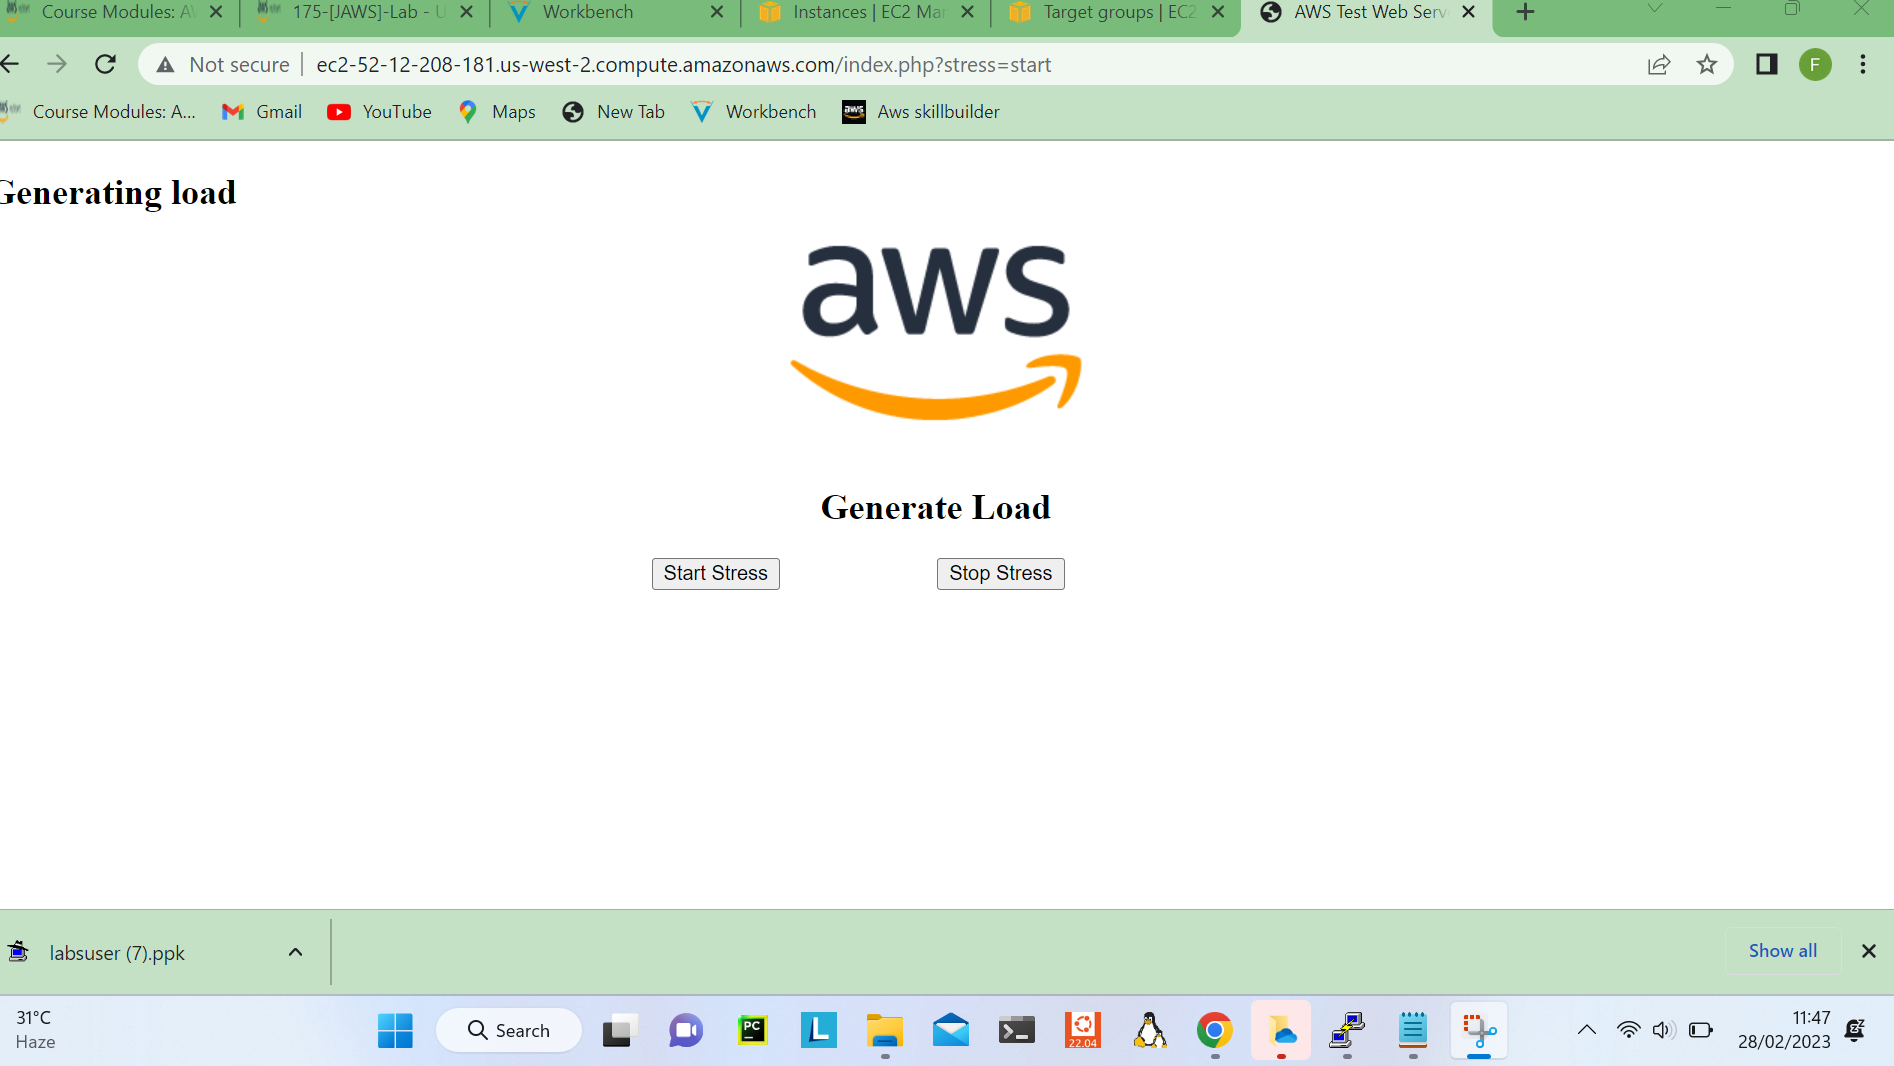 Course Modules: A
175-[JAWS]-Lab - U
Workbench
Instances | EC2 Mar
Target groups | EC2
AWS Test Web Serv
Not secure
ec2-52-12-208-181.us-west-2.compute.amazonaws.com/index.php?stress=start
F
Course Modules: A...
Gmail
YouTube
Maps
New Tab
aws
Workbench
Aws skillbuilder
Generating load
aws
Generate Load
Start Stress
Stop Stress
labsuser (7).ppk
Show all
31°C
Haze
Search
PC
L
22.04
11:47
28/02/2023